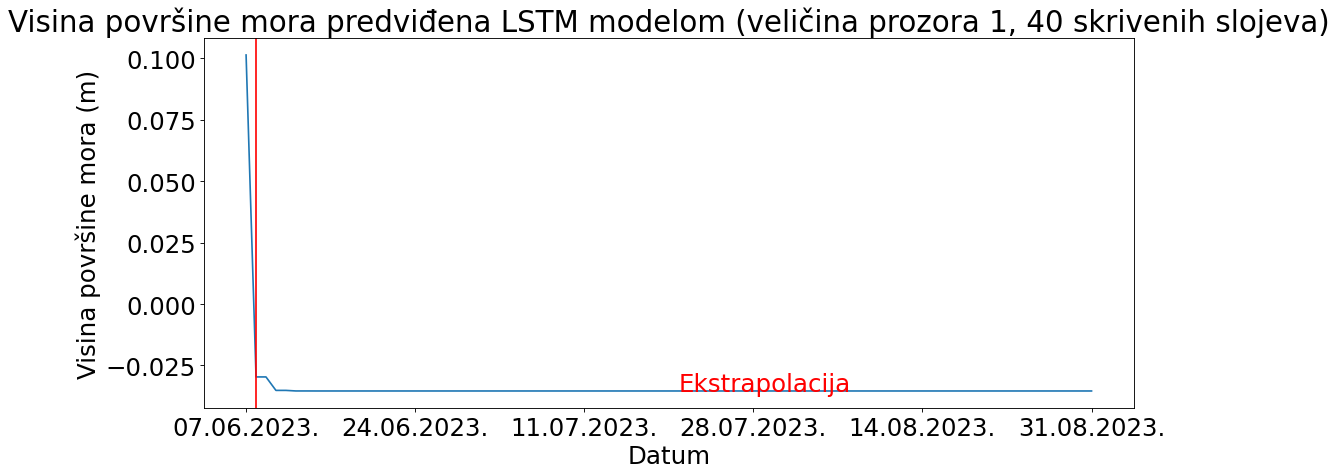 Visina površine mora predviđena LSTM modelom (veličina prozora 1, 40 skrivenih slojeva)
Visina površine mora (m)
0.100
0.075
0.050
0.025
0.000
−0.025
Ekstrapolacija
07.06.2023. 24.06.2023. 11.07.2023. 28.07.2023. 14.08.2023. 31.08.2023.
Datum